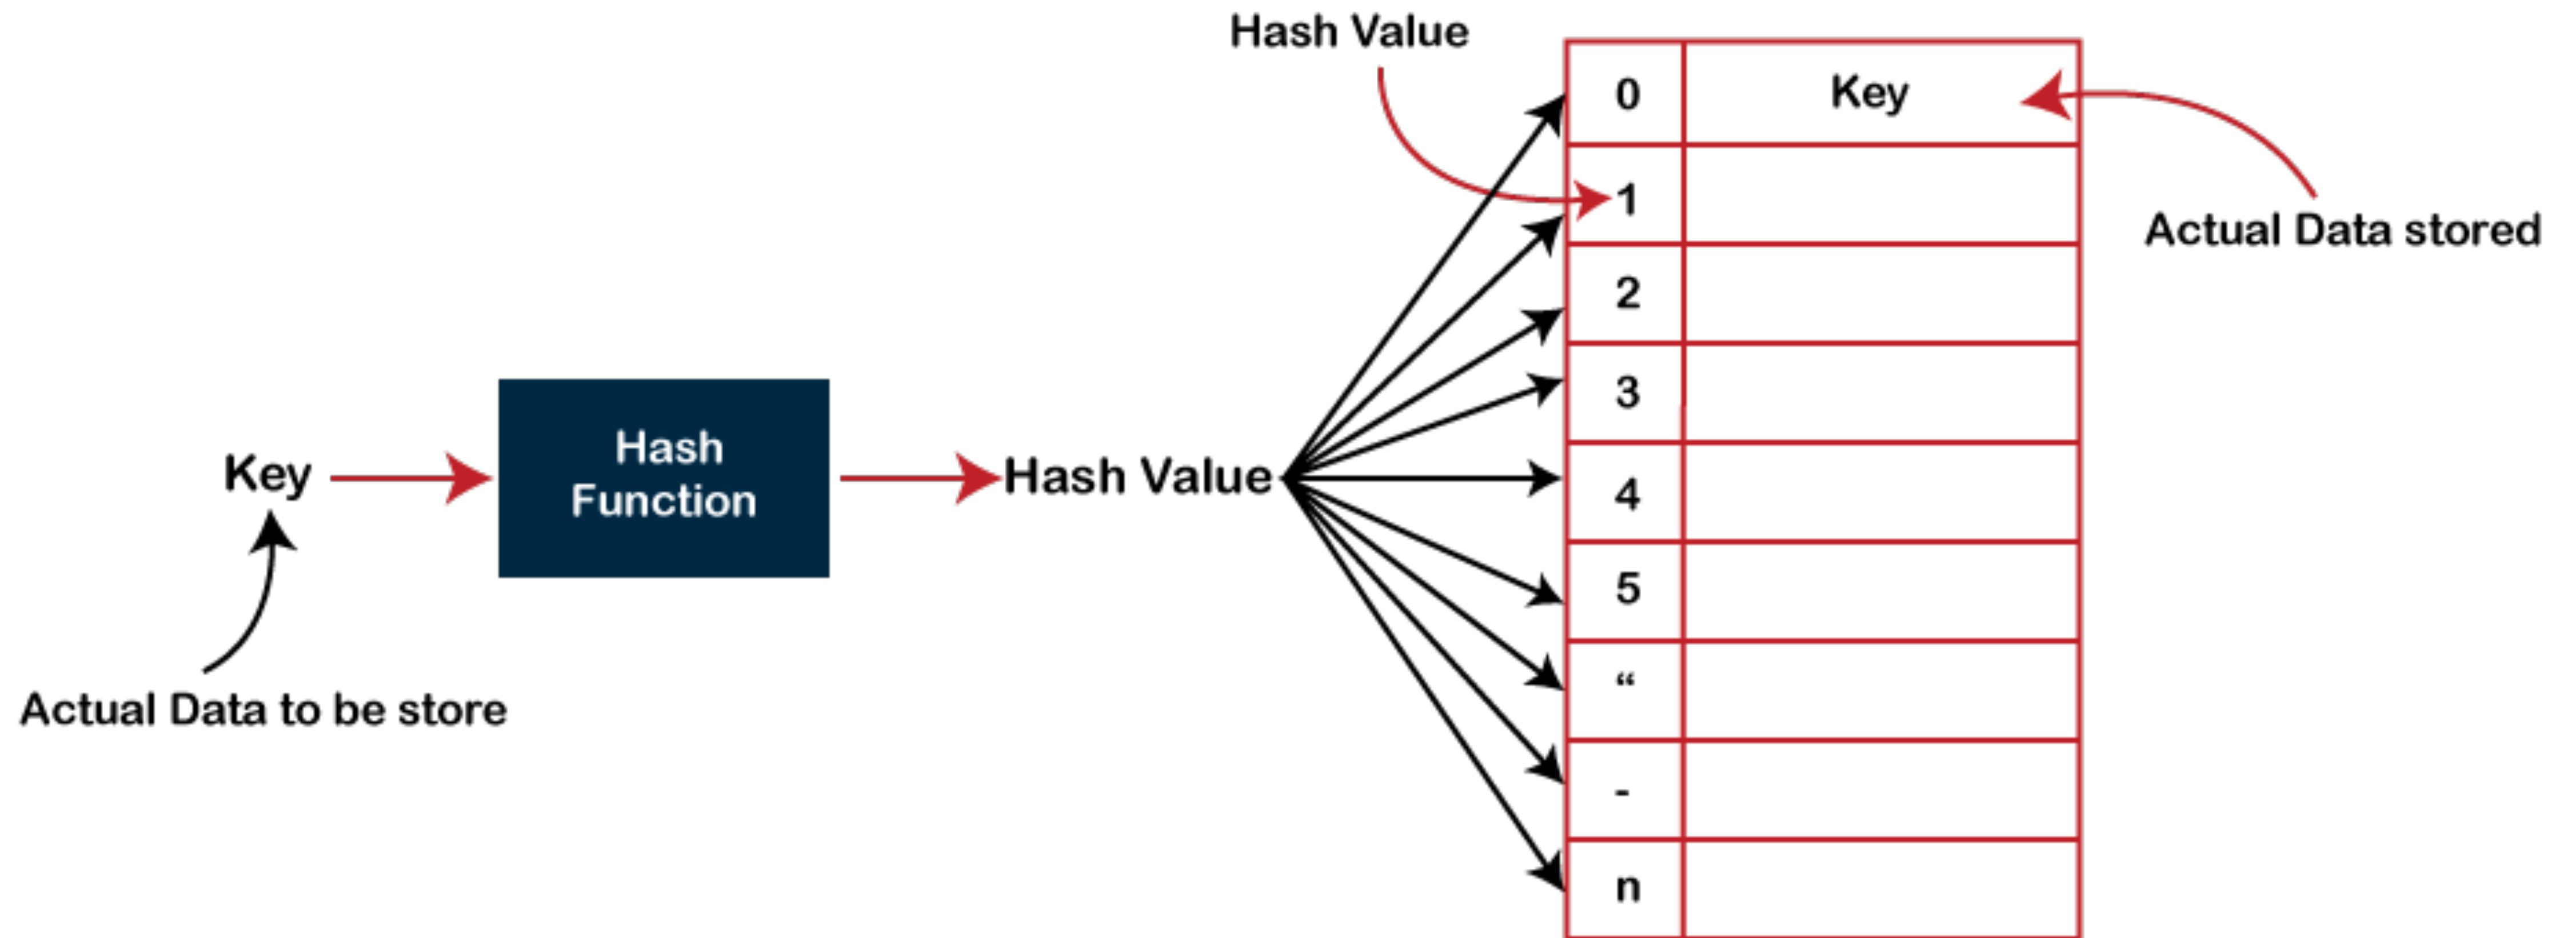 Hash Value
0 Key
1
Actual Data stored
2
3
Key
Hash
Function
Hash Value
4
5
Actual Data to be store
“
-
n